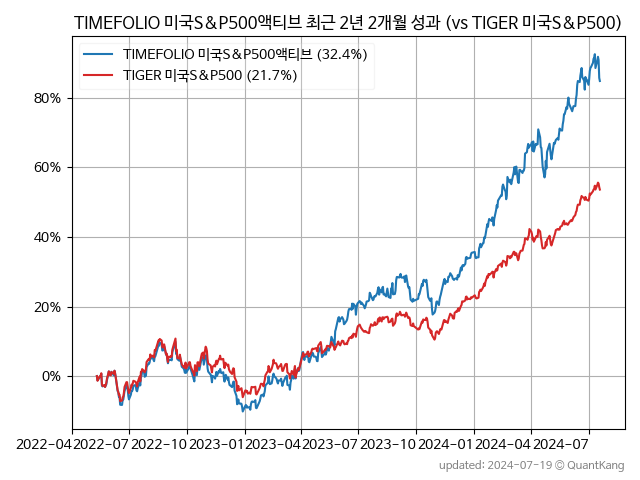 TIMEFOLIO 미국S&P500액티브 최근 2년 2개월 성과 (vs TIGER 미국S&P500)
TIMEFOLIO 미국S&P500액티브 (32.4%)
TIGER 미국S&P500 (21.7%)
80%
60%
40%
20%
0%
2022-04 2022-07 2022-10 2023-01 2023-04 2023-07 2023-10 2024-01 2024-04 2024-07
updated: 2024-07-19 © QuantKang